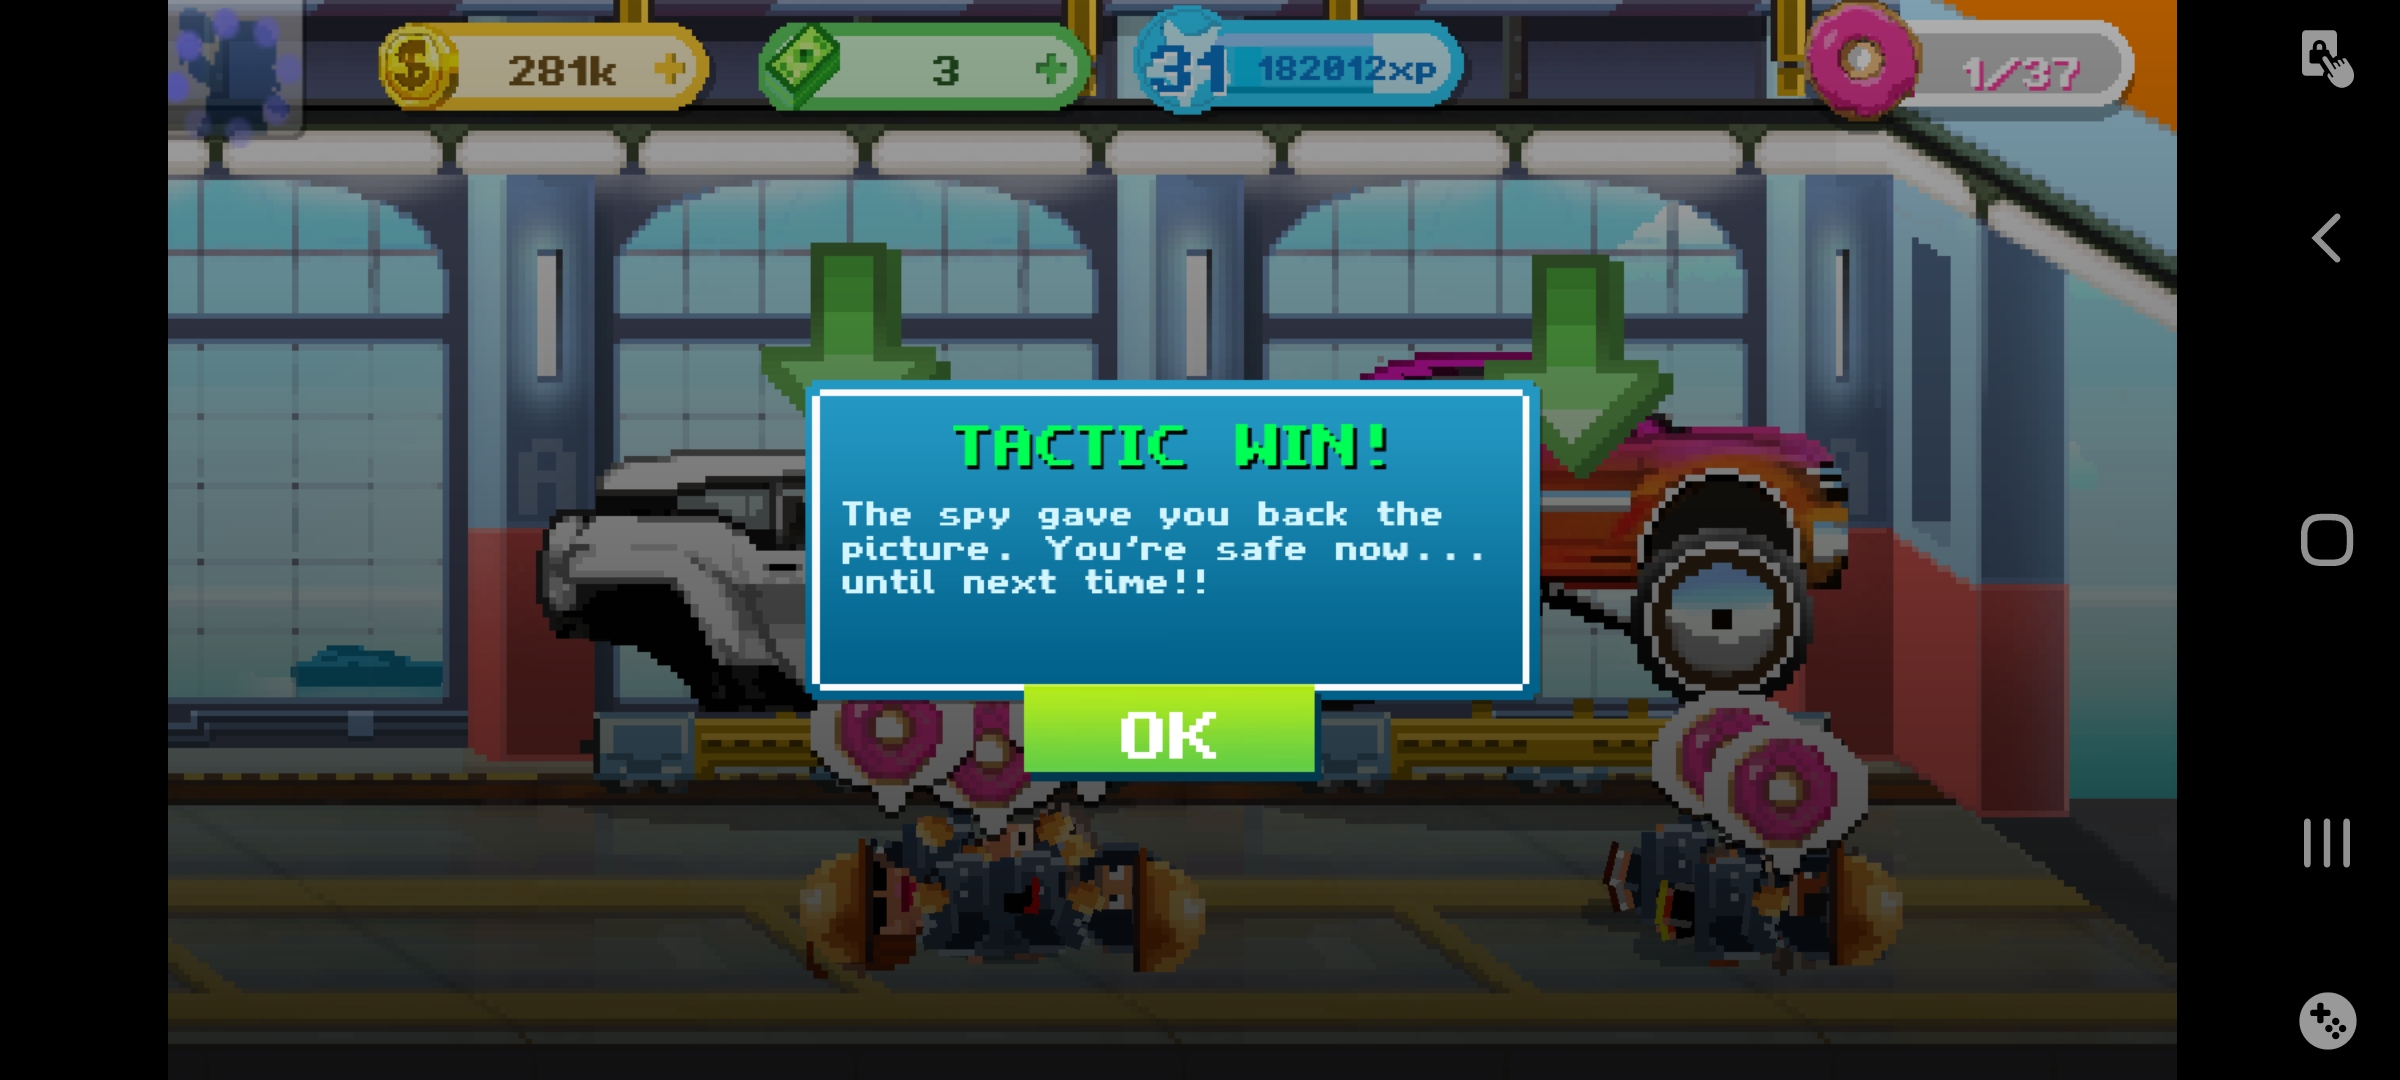 281k
3
31 182012xp
1/37
TACTIC WIN!
The spy gave you back the
picture. You're safe now...
until next time!!
OK